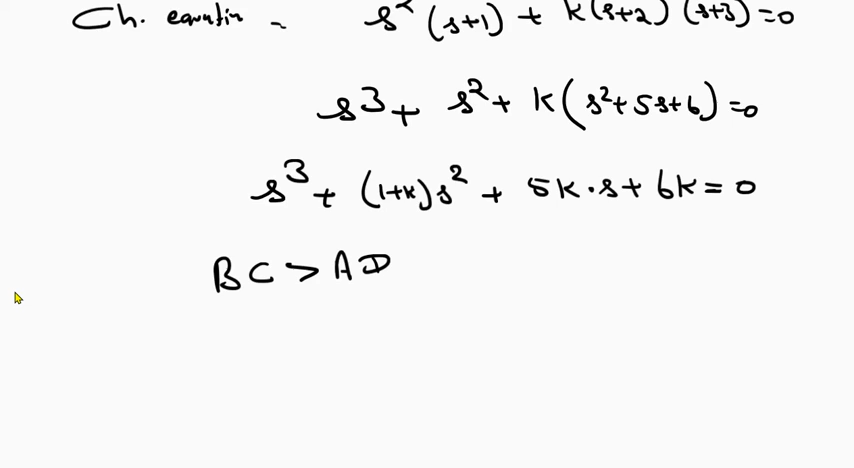 Ch. equatin = s² (s+1) + k(s+2) (s+3) =0
s³ + s² + k(s²+5s+6)=0
s³ + (1+k)s² + 5k·s + 6k = 0
BC > AD